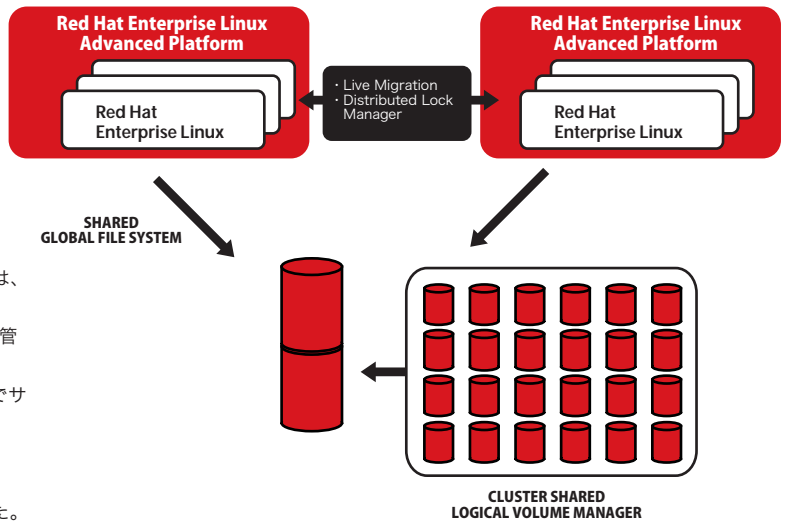 Red Hat Enterprise Linux
Advanced Platform
Red Hat
Enterprise Linux
・Live Migration
・Distributed Lock
Manager
Red Hat Enterprise Linux
Advanced Platform
Red Hat
Enterprise Linux
SHARED
GLOBAL FILE SYSTEM
は、
管
でサ
た。
CLUSTER SHARED
LOGICAL VOLUME MANAGER